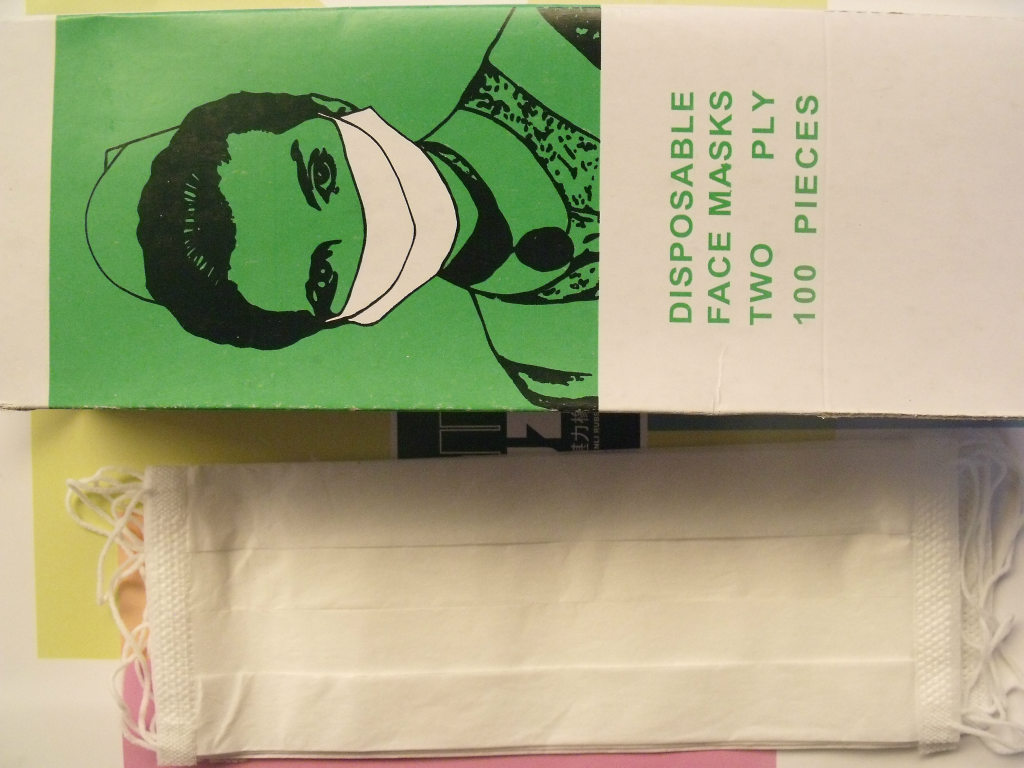 DISPOSABLE
FACE MASKS
TWO PLY
100 PIECES